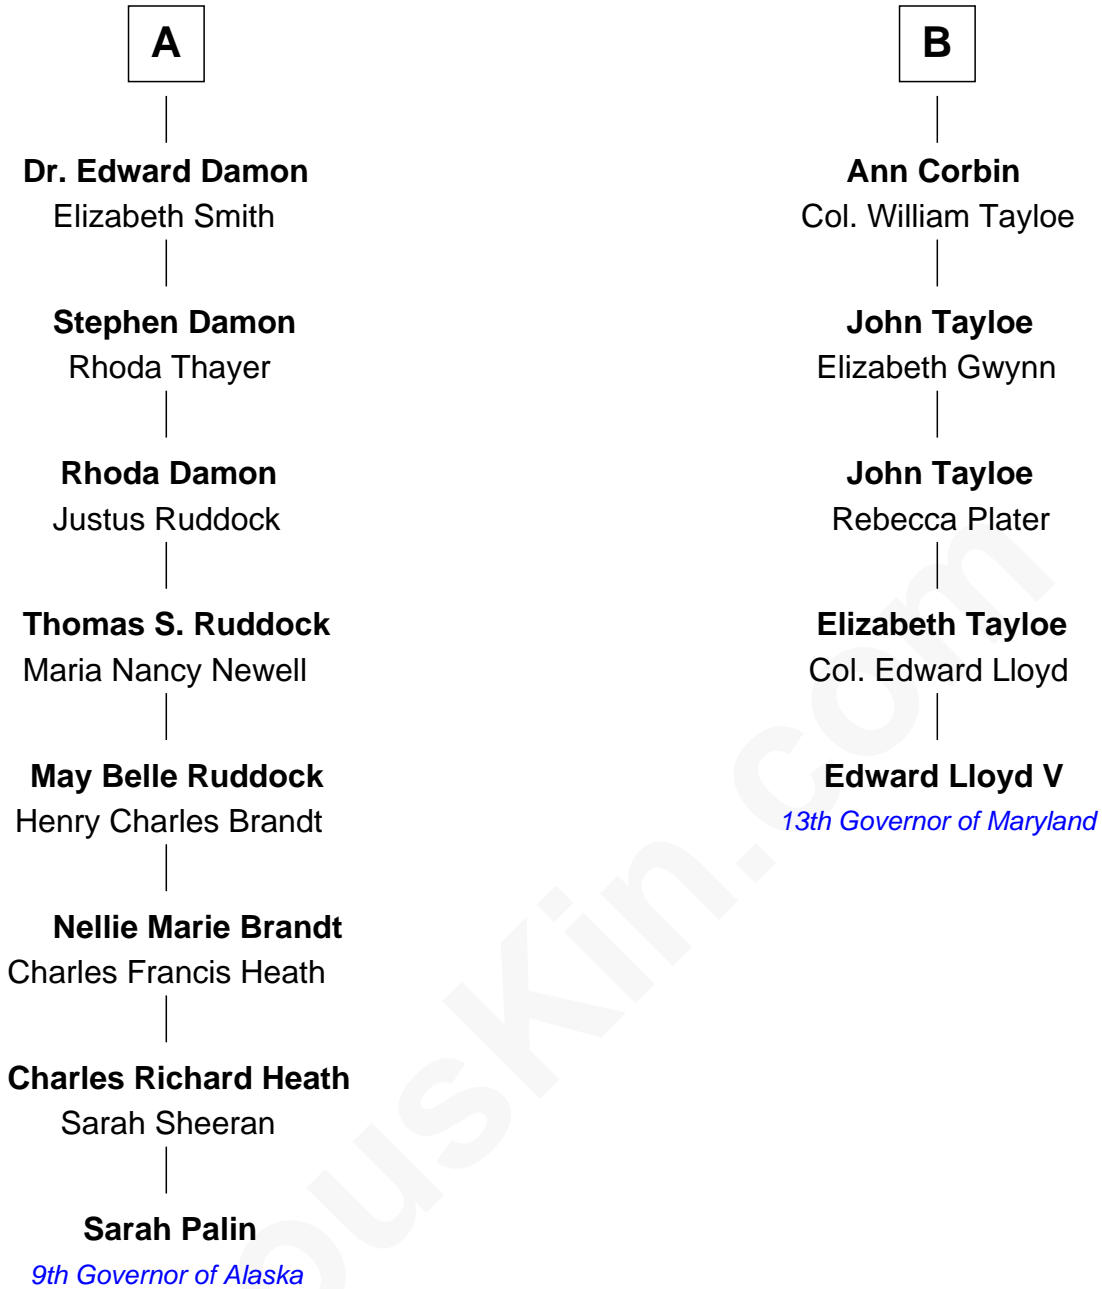 A
Dr. Edward Damon
Elizabeth Smith
Stephen Damon
Rhoda Thayer
Rhoda Damon
Justus Ruddock
Thomas S. Ruddock
Maria Nancy Newell
May Belle Ruddock
Henry Charles Brandt
Nellie Marie Brandt
Charles Francis Heath
Charles Richard Heath
Sarah Sheeran
Sarah Palin
9th Governor of Alaska
B
Ann Corbin
Col. William Tayloe
John Tayloe
Elizabeth Gwynn
John Tayloe
Rebecca Plater
Elizabeth Tayloe
Col. Edward Lloyd
Edward Lloyd V
13th Governor of Maryland
ousKin.com